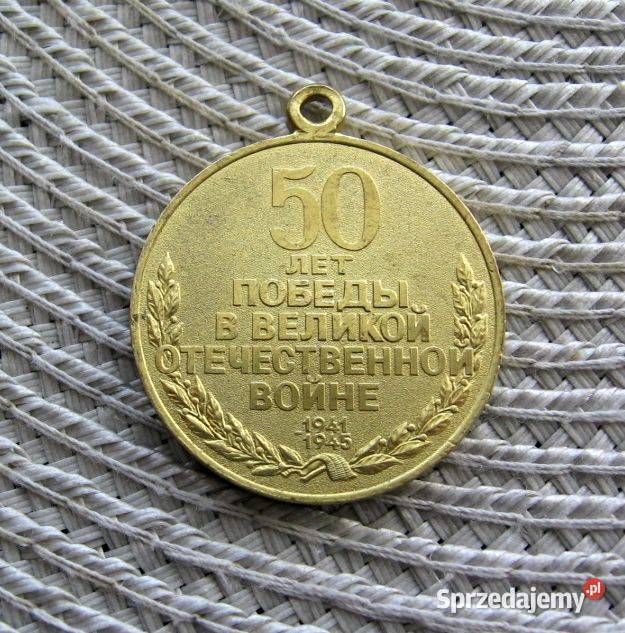 50
ЛЕТ
ПОБЕДЫ
В ВЕЛИКОЙ
ОТЕЧЕСТВЕННОЙ
ВОЙНЕ
1941
-1945
Sprzedajemy.pl